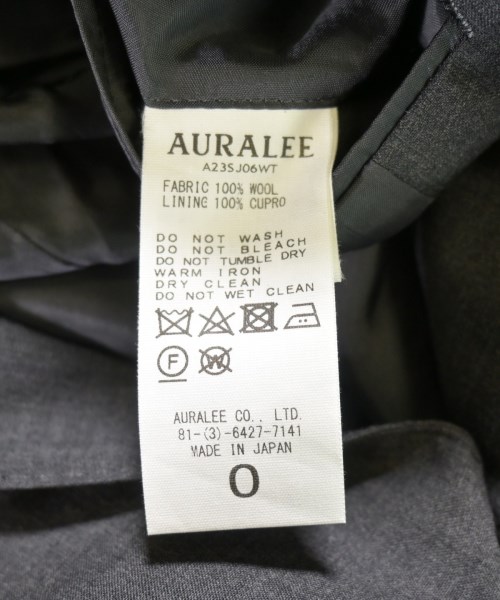 AURALEE
A23SJ06WT
FABRIC 100% WOOL
LINING 100% CUPRO
DO NOT WASH
DO NOT BLEACH
DO NOT TUMBLE DRY
WARM IRON
DRY CLEAN
DO NOT WET CLEAN
F W
AURALEE CO., LTD.
81-(3)-6427-7141
MADE IN JAPAN
0